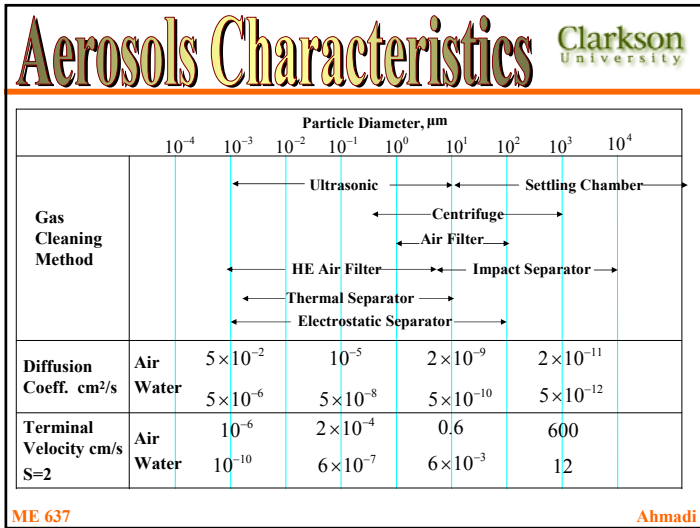 Aerosols Characteristics
Clarkson
University
Particle Diameter, μm
10⁻⁴ 10⁻³ 10⁻² 10⁻¹ 10⁰ 10¹ 10² 10³ 10⁴
Gas
Cleaning
Method
Ultrasonic Settling Chamber
Centrifuge
Air Filter
HE Air Filter Impact Separator
Thermal Separator
Electrostatic Separator
Diffusion
Coeff. cm²/s
Air 5×10⁻² 10⁻⁵ 2×10⁻⁹ 2×10⁻¹¹
Water 5×10⁻⁶ 5×10⁻⁸ 5×10⁻¹⁰ 5×10⁻¹²
Terminal
Velocity cm/s
S=2
Air 10⁻⁶ 2×10⁻⁴ 0.6 600
Water 10⁻¹⁰ 6×10⁻⁷ 6×10⁻³ 12
ME 637 Ahmadi